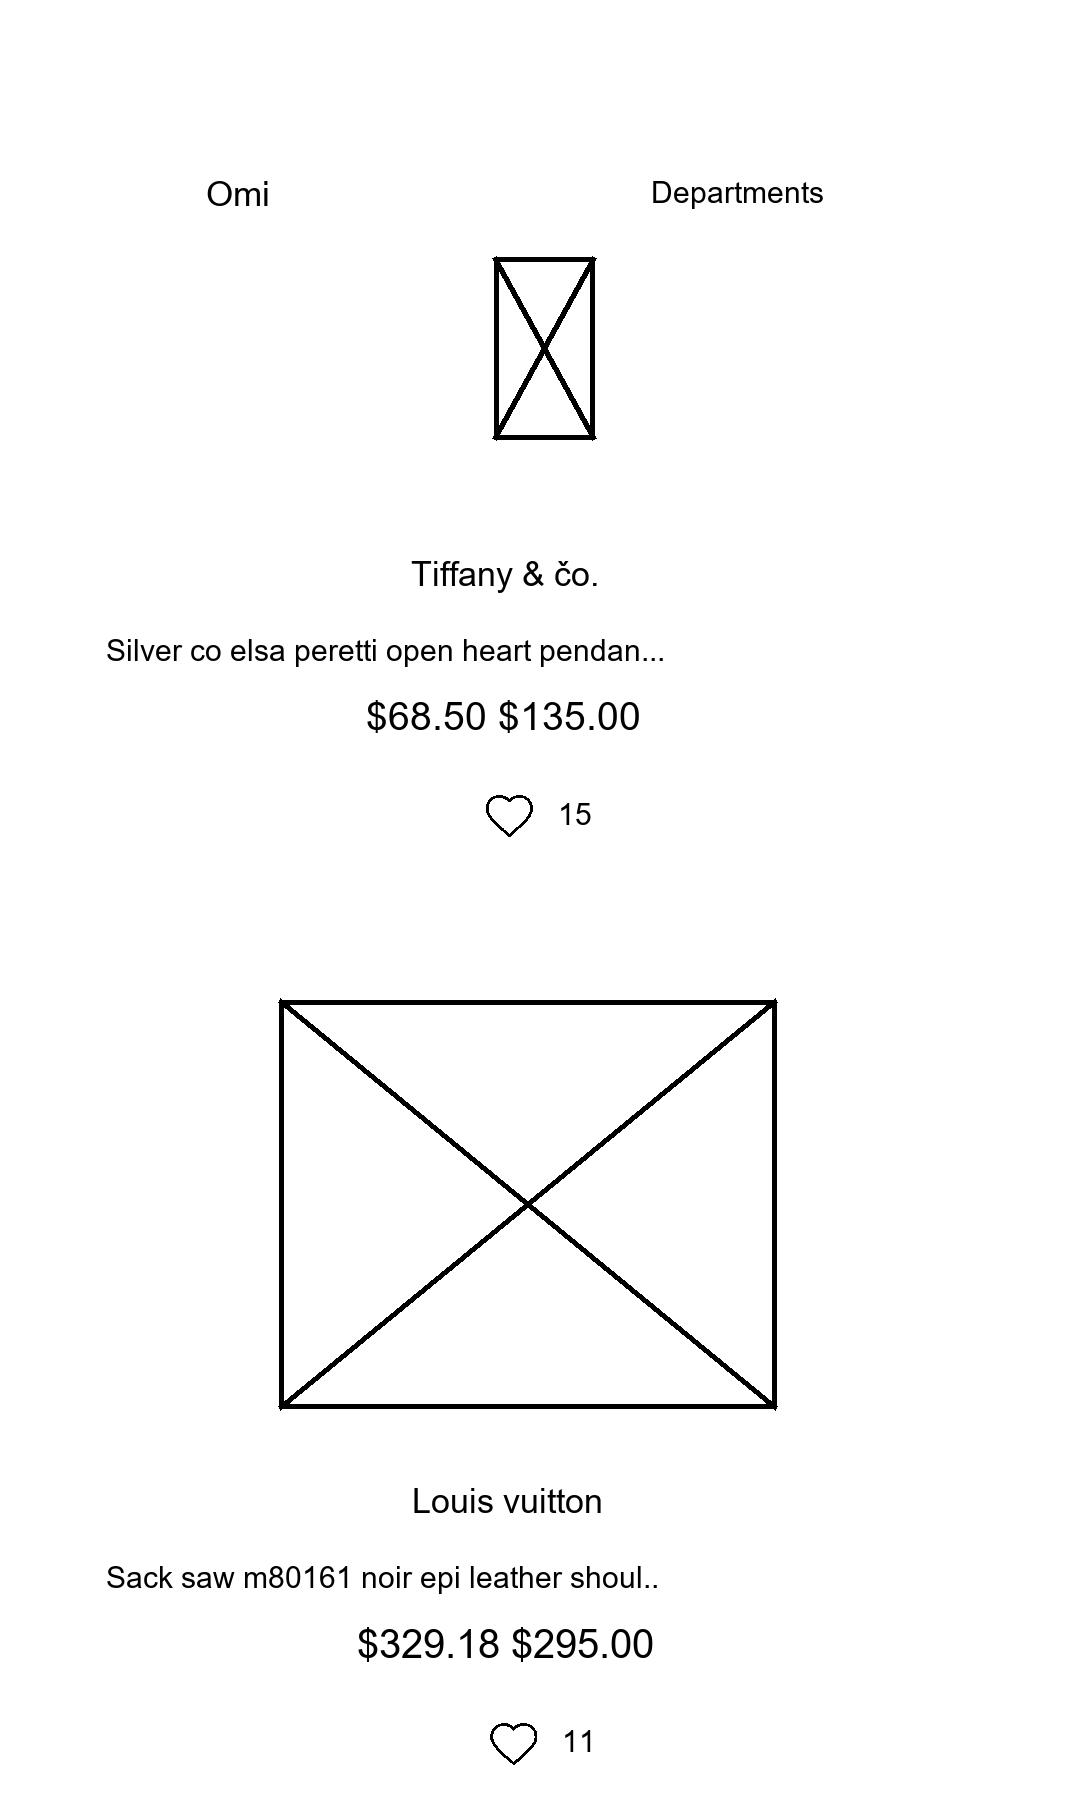 Omi Departments
Tiffany & čo.
Silver co elsa peretti open heart pendan...
$68.50 $135.00
15
Louis vuitton
Sack saw m80161 noir epi leather shoul..
$329.18 $295.00
11